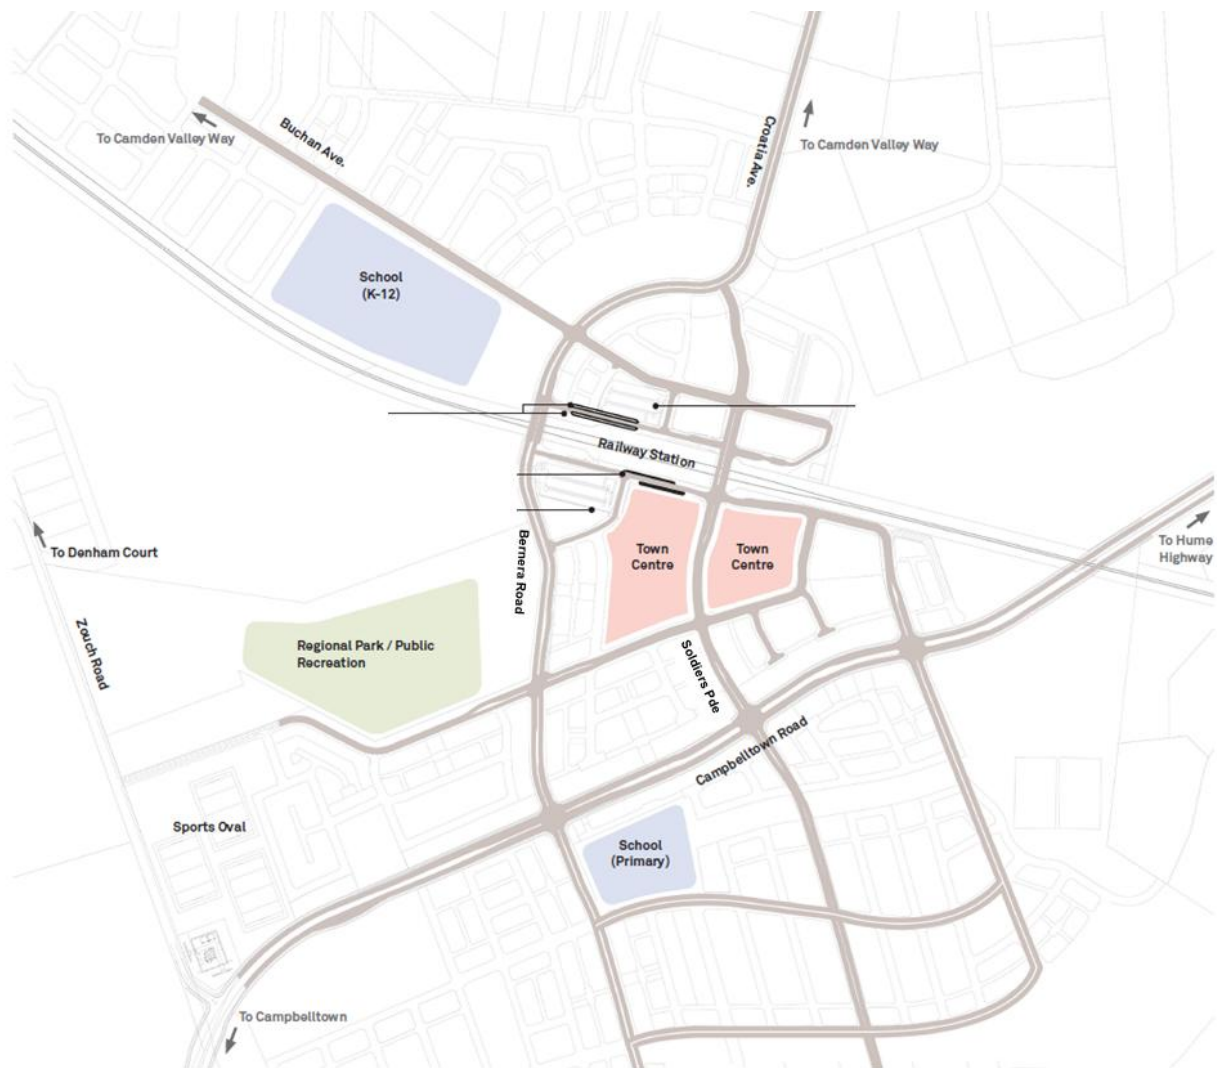 Buchan Ave.
To Camden Valley Way
Croatia Ave.
To Camden Valley Way
School
(K-12)
Railway Station
To Denham Court
Bernera Road
Town
Centre
Town
Centre
To Hume
Highway
Zouch Road
Regional Park / Public
Recreation
Soldiers Pde
Campbelltown Road
Sports Oval
School
(Primary)
To Campbelltown